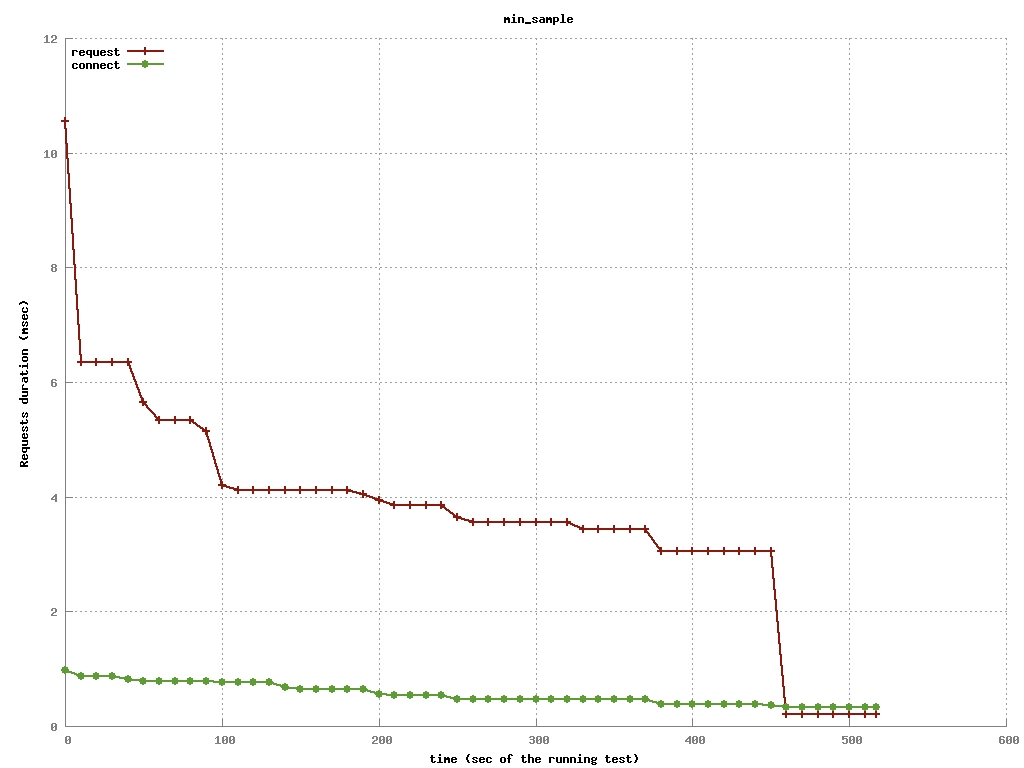 min_sample
request
connect
12
10
8
6
4
2
0
Requests duration (msec)
0 100 200 300 400 500 600
time (sec of the running test)